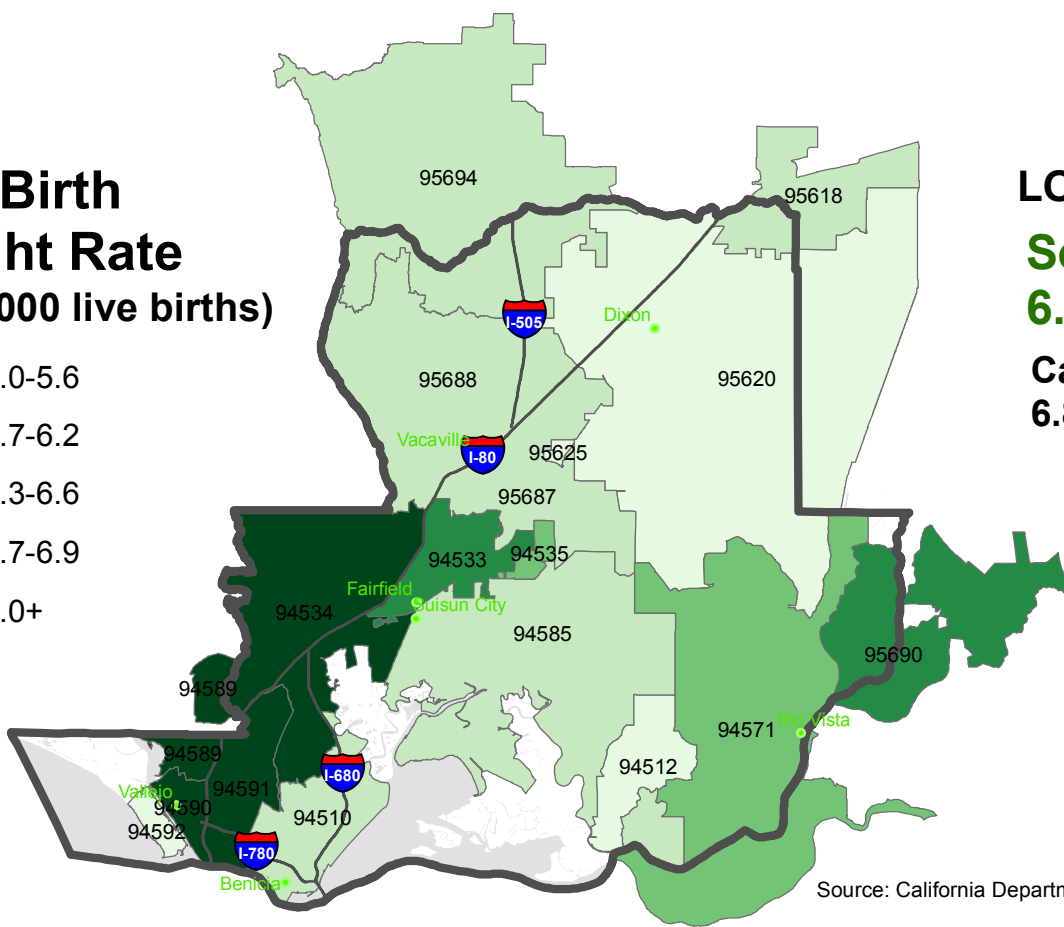 Birth
ht Rate
000 live births)
.0-5.6
.7-6.2
.3-6.6
.7-6.9
.0+
LO
So
6.
Ca
6.8
95694
95618
I-505
Dixon
95688
95620
Vacaville
I-80
95625
95687
94533
94535
Fairfield
Suisun City
94534
94585
95690
94589
94571
Rio Vista
94589
94512
I-680
94591
Vallejo
94590
94510
94592
I-780
Benicia
Source: California Departm